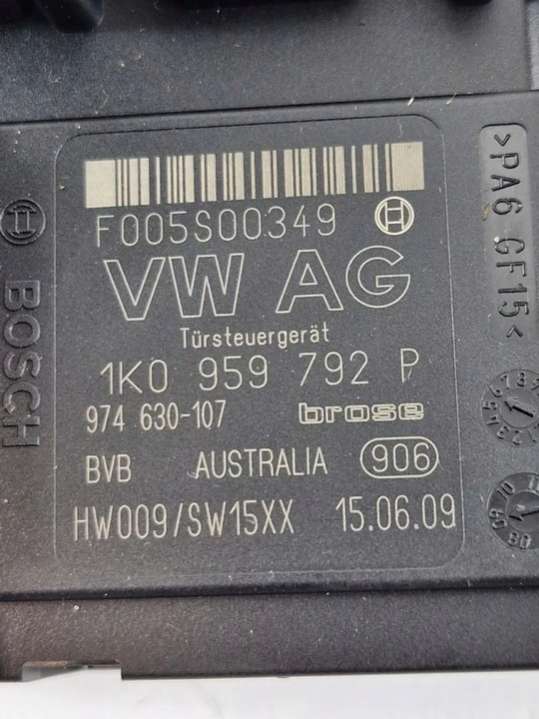 F005S00349
VW AG
Türsteuergerät
1K0 959 792 P
974 630-107 brose
BVB AUSTRALIA 906
HW009/SW15XX 15.06.09
BOSCH
>PA6 GF15<